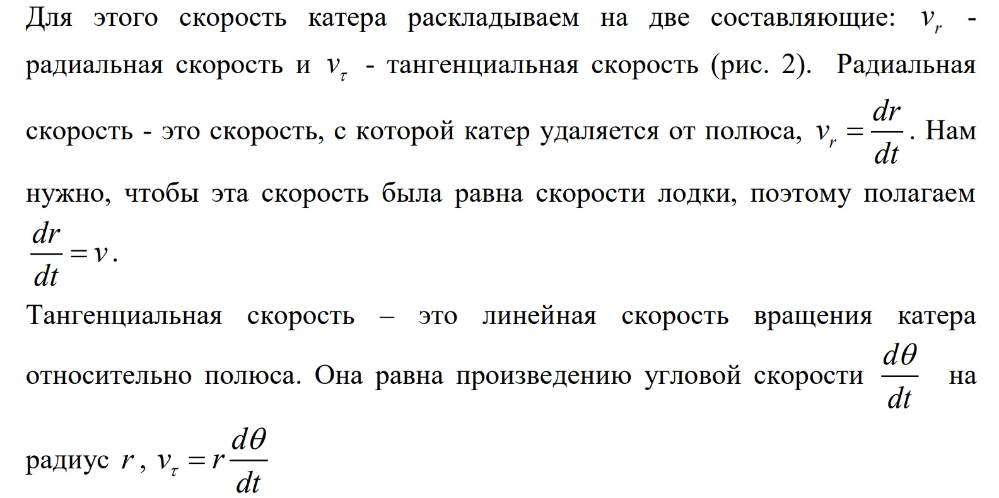 Для этого скорость катера раскладываем на две составляющие: $v_r$ -
радиальная скорость и $v_\tau$ - тангенциальная скорость (рис. 2). Радиальная
скорость - это скорость, с которой катер удаляется от полюса, $v_r = \frac{dr}{dt}$. Нам
нужно, чтобы эта скорость была равна скорости лодки, поэтому полагаем
$\frac{dr}{dt} = v$.
Тангенциальная скорость – это линейная скорость вращения катера
относительно полюса. Она равна произведению угловой скорости $\frac{d\theta}{dt}$ на
радиус $r$, $v_\tau = r\frac{d\theta}{dt}$